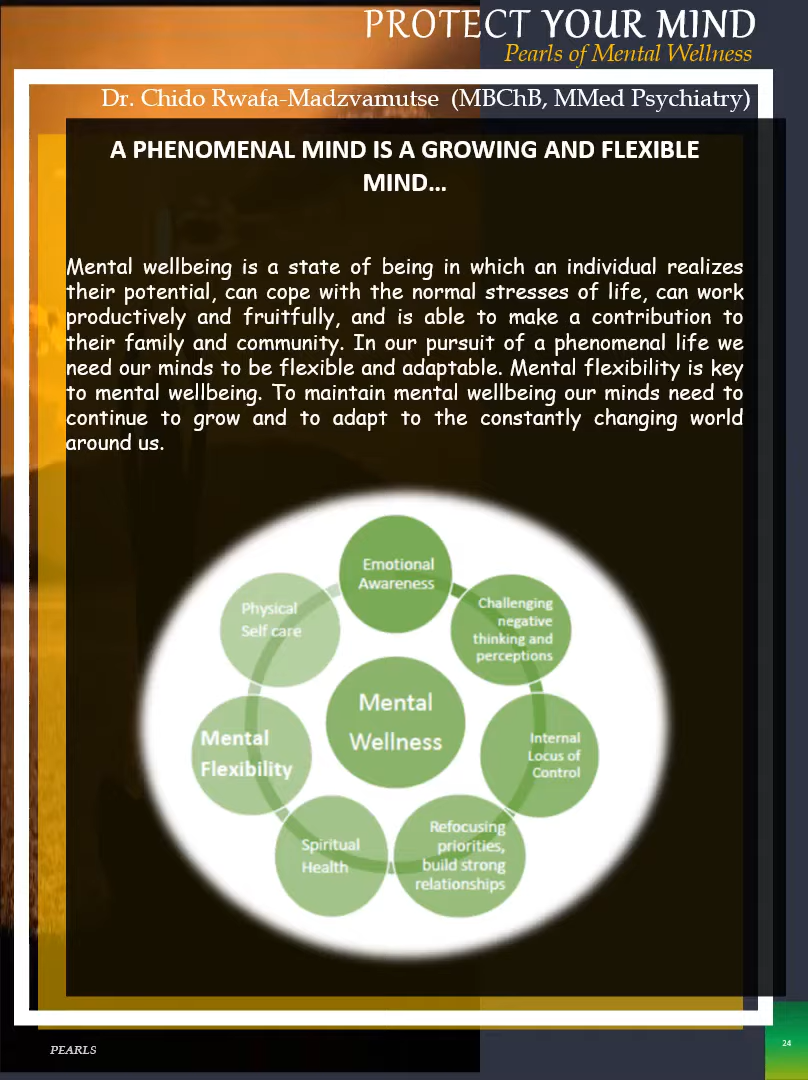 PROTECT YOUR MIND
Pearls of Mental Wellness
Dr. Chido Rwafa-Madzvamutse (MBChB, MMed Psychiatry)
A PHENOMENAL MIND IS A GROWING AND FLEXIBLE
MIND…
Mental wellbeing is a state of being in which an individual realizes
their potential, can cope with the normal stresses of life, can work
productively and fruitfully, and is able to make a contribution to
their family and community. In our pursuit of a phenomenal life we
need our minds to be flexible and adaptable. Mental flexibility is key
to mental wellbeing. To maintain mental wellbeing our minds need to
continue to grow and to adapt to the constantly changing world
around us.
Emotional
Awareness
Challenging
negative
thinking and
perceptions
Internal
Locus of
Control
Refocusing
priorities,
build strong
relationships
Spiritual
Health
Mental
Flexibility
Physical
Self care
Mental
Wellness
PEARLS
24